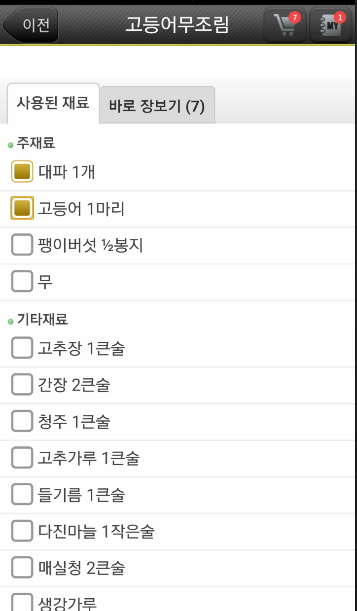 이전
고등어무조림
7
MY
1
사용된 재료
바로 장보기 (7)
주재료
대파 1개
고등어 1마리
팽이버섯 ½봉지
무
기타재료
고추장 1큰술
간장 2큰술
청주 1큰술
고추가루 1큰술
들기름 1큰술
다진마늘 1작은술
매실청 2큰술
생강가루